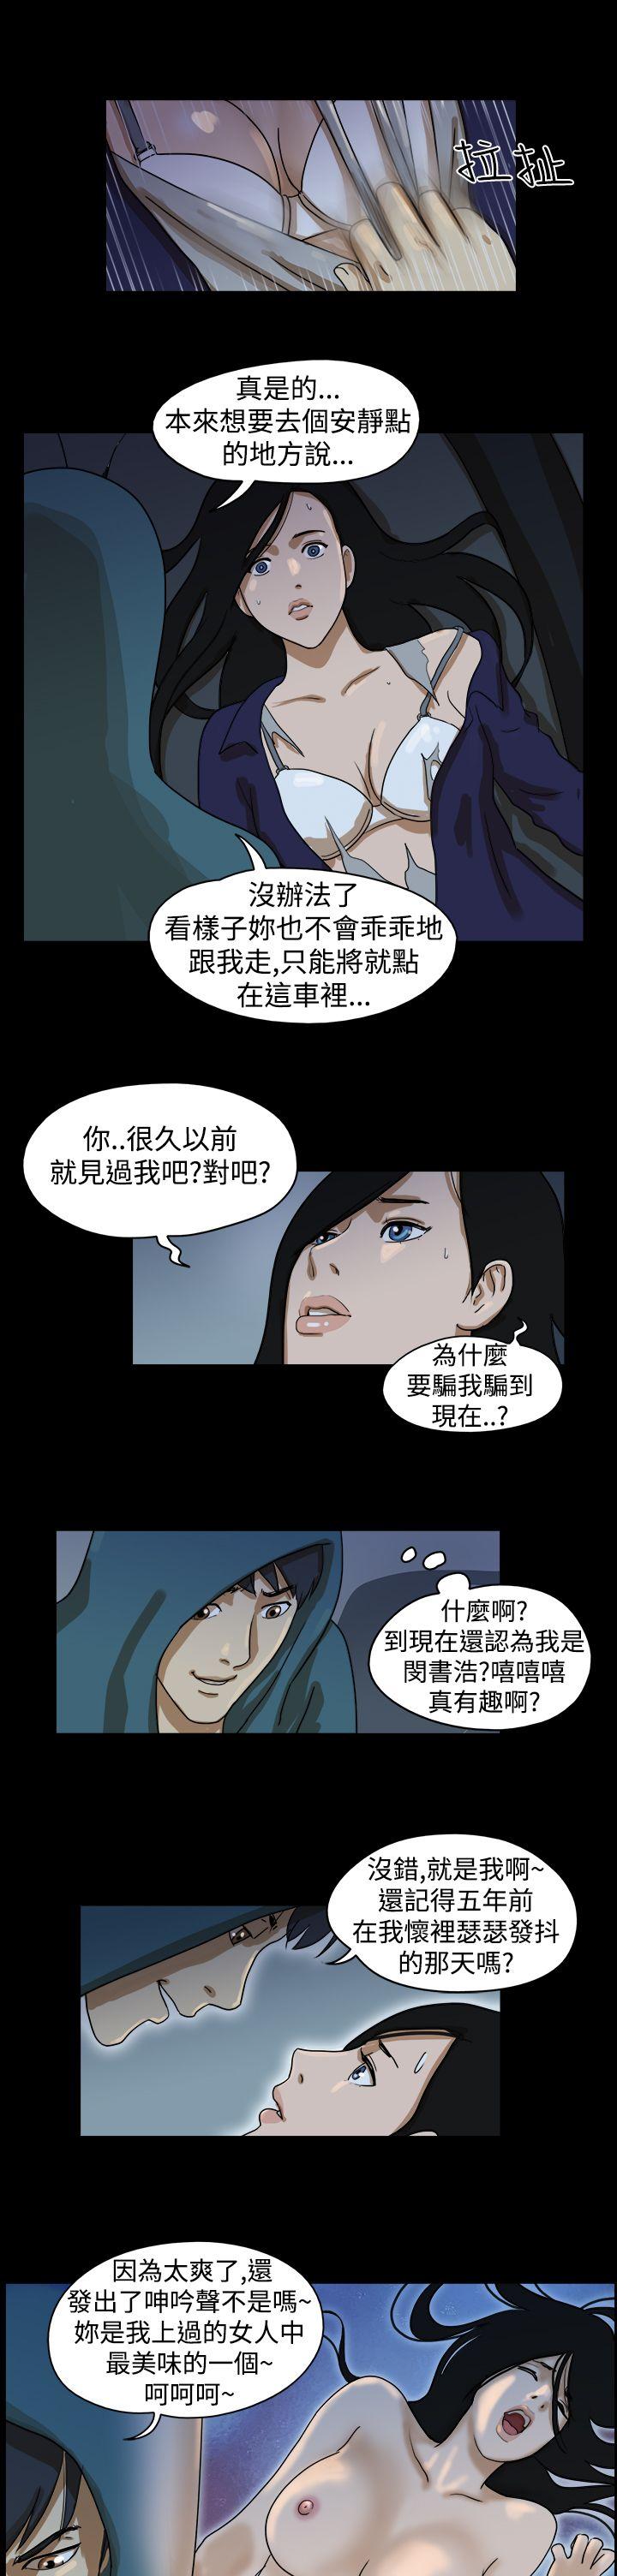 拉扯
真是的...
本來想要去個安靜點
的地方說...
沒辦法了
看樣子妳也不會乖乖地
跟我走,只能將就點
在這車裡...
你..很久以前
就見過我吧?對吧?
為什麼
要騙我騙到
現在..?
什麼啊?
到現在還認為我是
閔書浩?嘻嘻嘻
真有趣啊?
沒錯,就是我啊~
還記得五年前
在我懷裡瑟瑟發抖
的那天嗎?
因為太爽了,還
發出了呻吟聲不是嗎~
妳是我上過的女人中
最美味的一個~
呵呵呵~